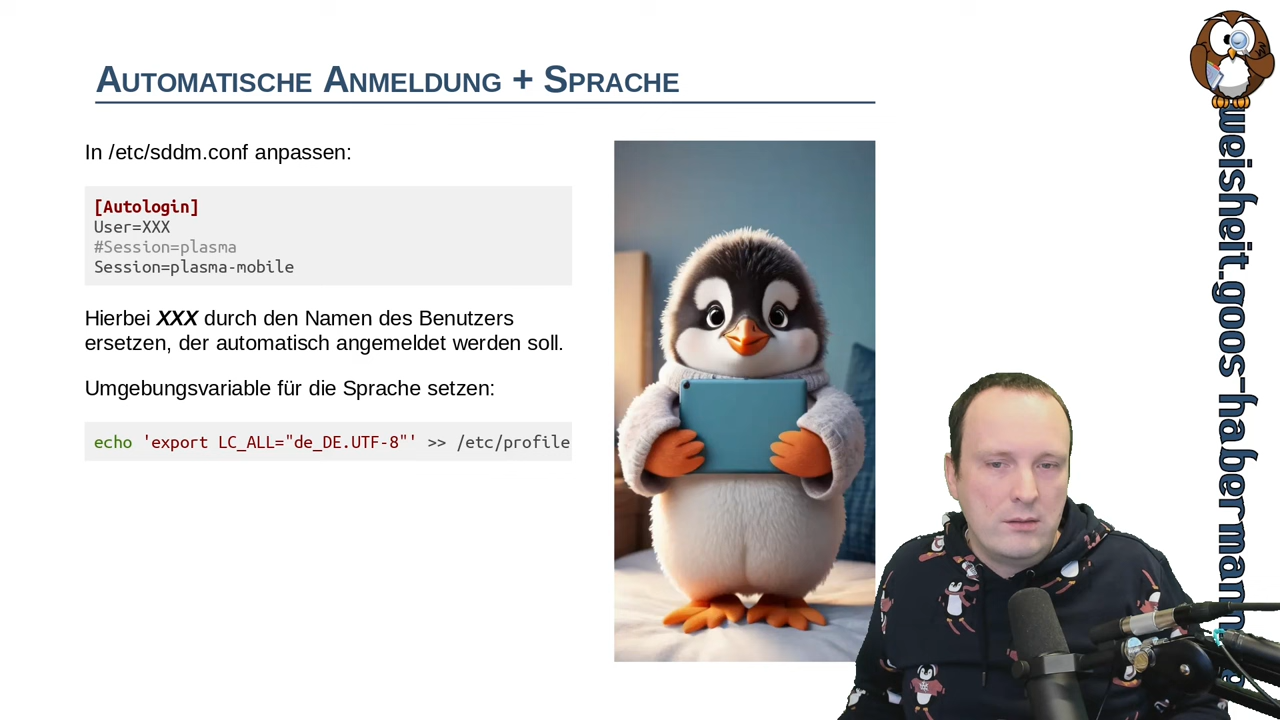 Automatische Anmeldung + Sprache
In /etc/sddm.conf anpassen:
[Autologin]
User=XXX
#Session=plasma
Session=plasma-mobile
Hierbei XXX durch den Namen des Benutzers
ersetzen, der automatisch angemeldet werden soll.
Umgebungsvariable für die Sprache setzen:
echo 'export LC_ALL="de_DE.UTF-8"' >> /etc/profile
weisheit.goos-habermann